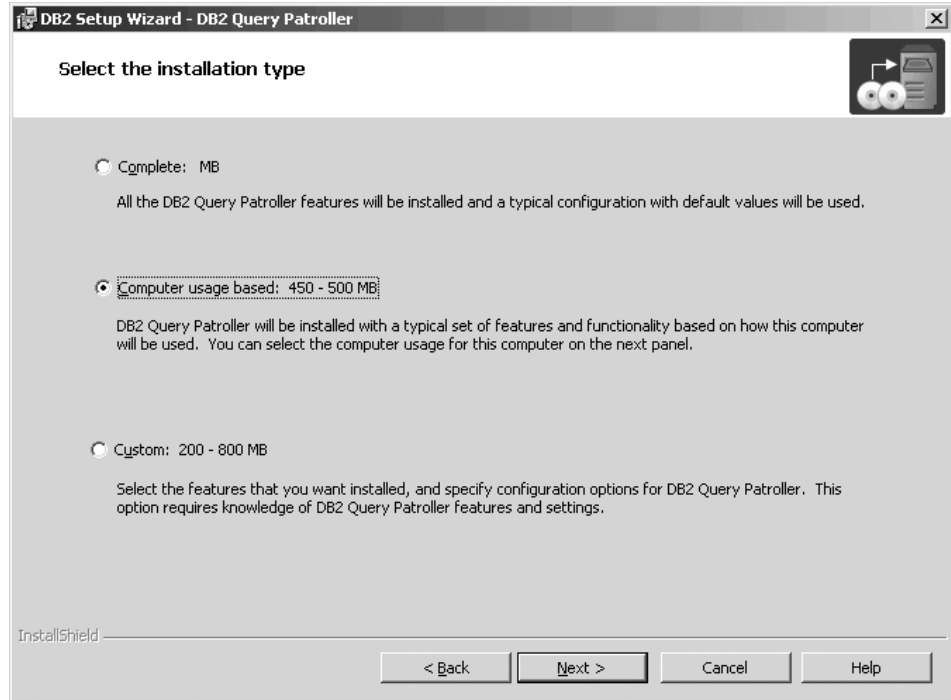 DB2 Setup Wizard - DB2 Query Patroller
Select the installation type
Complete: MB
All the DB2 Query Patroller features will be installed and a typical configuration with default values will be used.
Computer usage based: 450 - 500 MB
DB2 Query Patroller will be installed with a typical set of features and functionality based on how this computer
will be used. You can select the computer usage for this computer on the next panel.
Custom: 200 - 800 MB
Select the features that you want installed, and specify configuration options for DB2 Query Patroller. This
option requires knowledge of DB2 Query Patroller features and settings.
InstallShield
< Back Next > Cancel Help